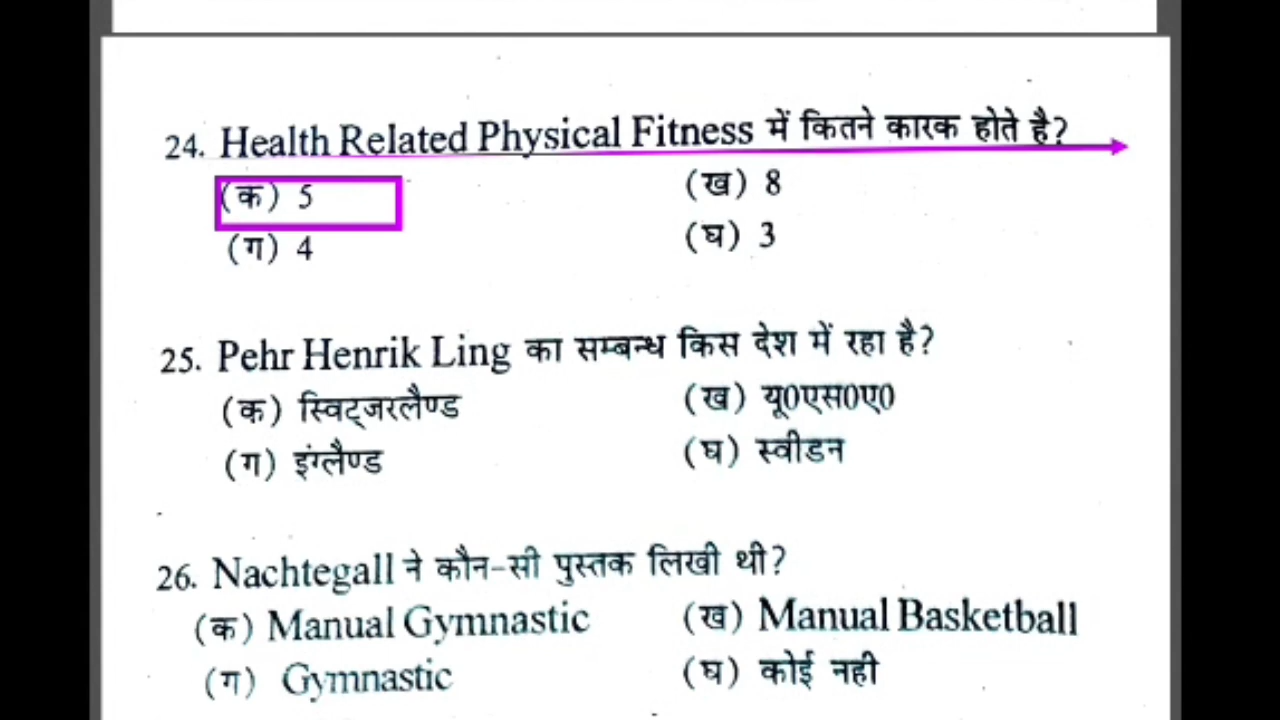 24. Health Related Physical Fitness में कितने कारक होते है?
(क) 5 (ख) 8
(ग) 4 (घ) 3
25. Pehr Henrik Ling का सम्बन्ध किस देश में रहा है?
(क) स्विट्जरलैण्ड (ख) यू0एस0ए0
(ग) इंग्लैण्ड (घ) स्वीडन
26. Nachtegall ने कौन-सी पुस्तक लिखी थी?
(क) Manual Gymnastic (ख) Manual Basketball
(ग) Gymnastic (घ) कोई नही